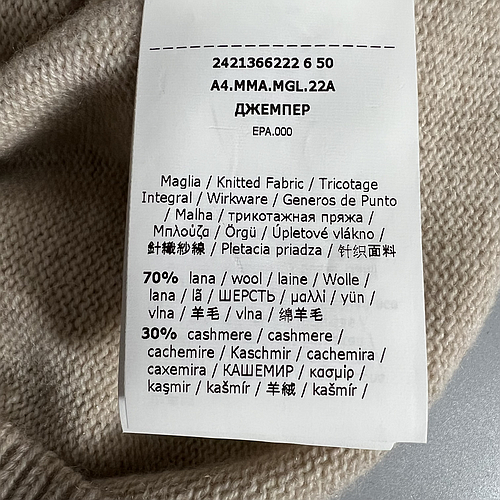 2421366222 6 50
A4.MMA.MGL.22A
ДЖЕМПЕР
EPA.000
Maglia / Knitted Fabric / Tricotage
Integral / Wirkware / Generos de Punto
/ Malha / трикотажная пряжа /
Μπλούζα / Örgü / Úpletové vlákno /
針織紗線 / Pletacia priadza / 针织面料
70% lana / wool / laine / Wolle /
lana / lã / ШЕРСТЬ / μαλλί / yün /
vlna / 羊毛 / vlna / 绵羊毛
30% cashmere / cashmere /
cachemire / Kaschmir / cachemira /
caxemira / КАШЕМИР / κασμίρ /
kaşmir / kašmír / 羊絨 / kašmír /